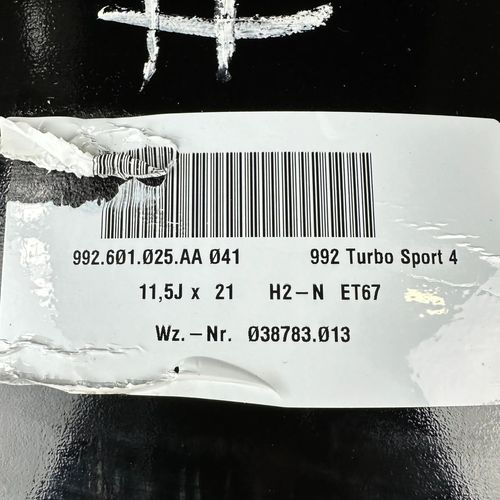 992.6Ø1.Ø25.AA Ø41 992 Turbo Sport 4
11,5J x 21 H2–N ET67
Wz.–Nr. Ø38783.Ø13